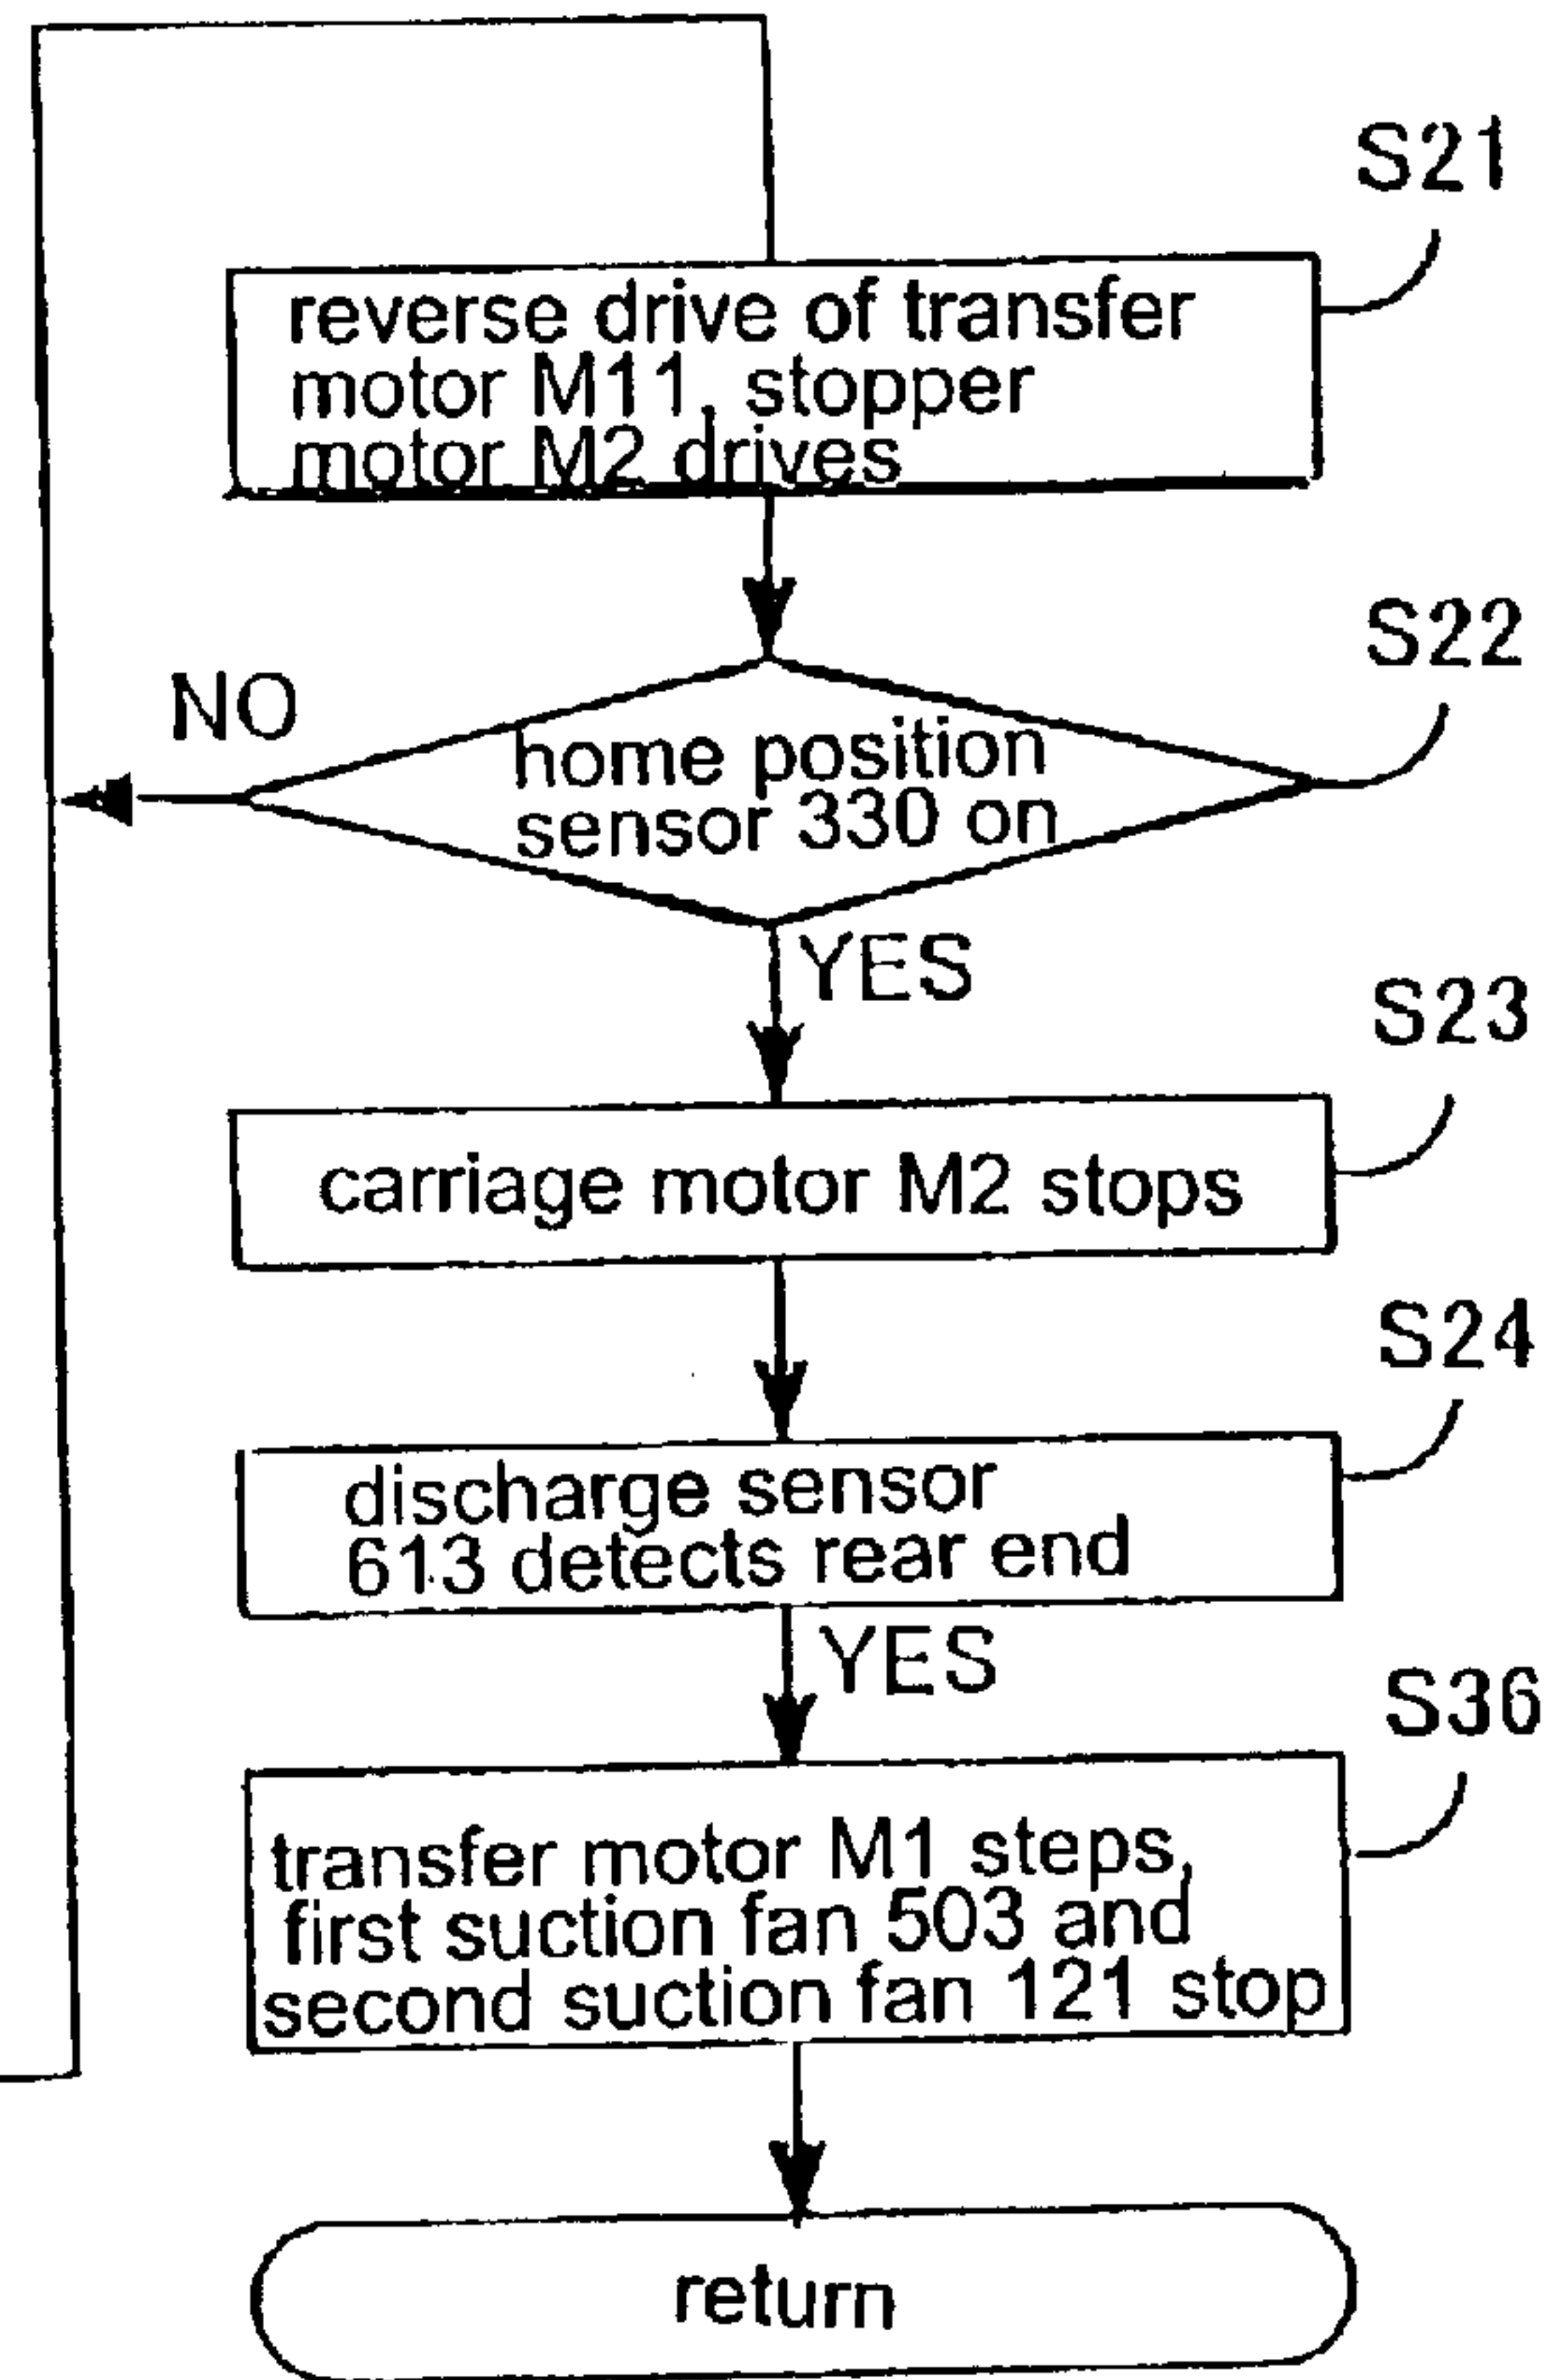 S21
reverse drive of transfer
motor M11, stopper
motor M2 drives
S22
NO
home position
sensor 330 on
YES
S23
carriage motor M2 stops
S24
discharge sensor
613 detects rear end
YES
S36
transfer motor M1 steps,
first suction fan 503 and
second suction fan 121 stop
return